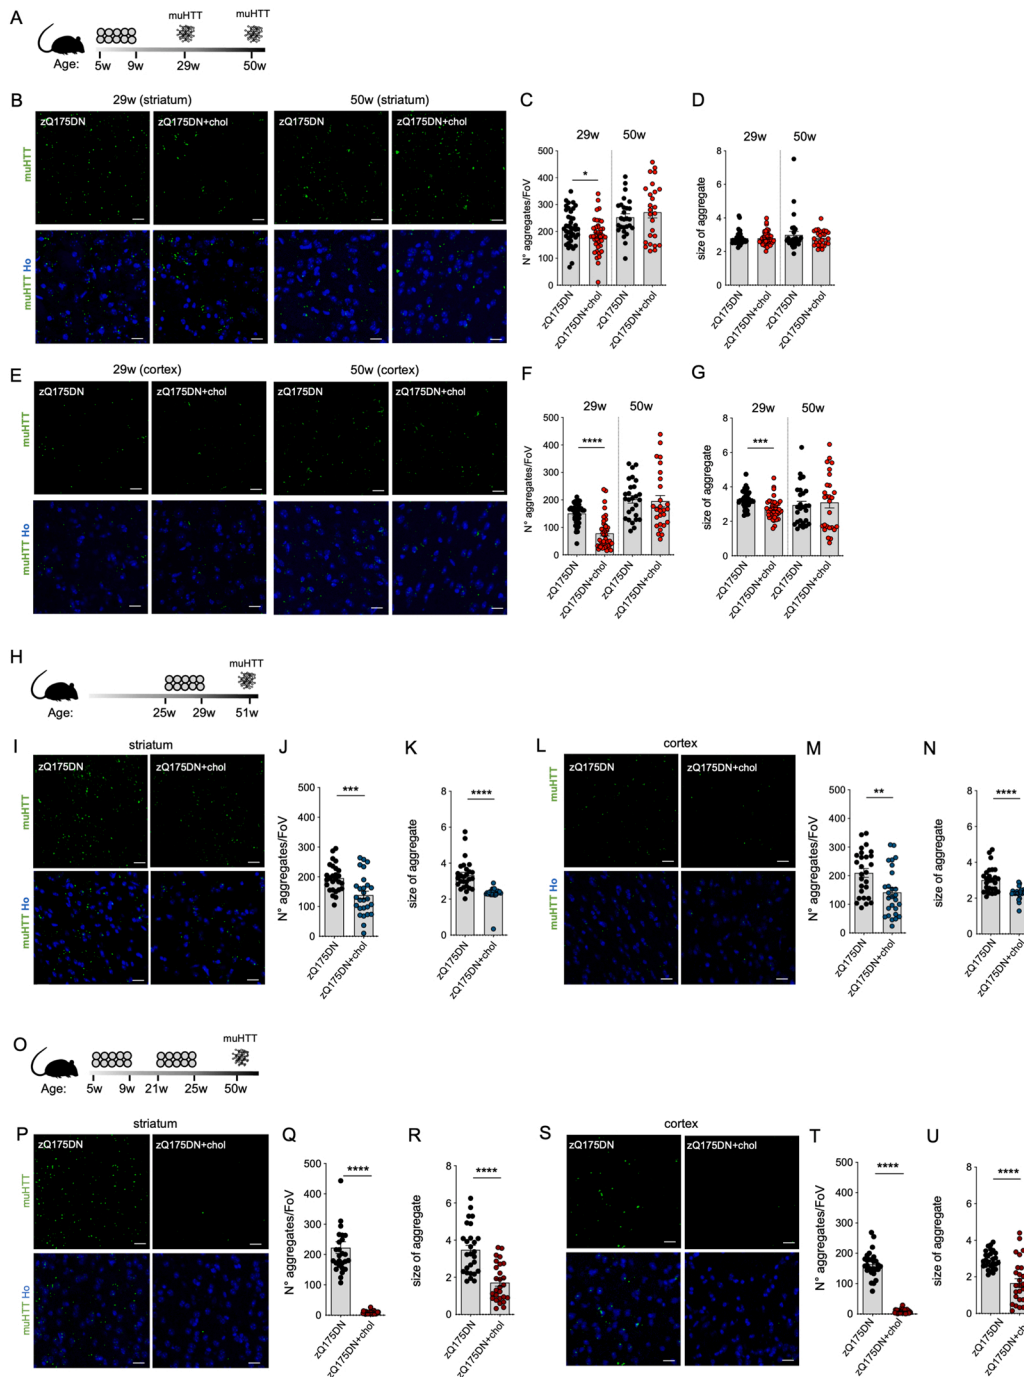 A
muHTT
muHTT
Age:
5w
9w
29w
50w
B
29w (striatum)
50w (striatum)
zQ175DN
zQ175DN+chol
zQ175DN
zQ175DN+chol
muHTT
muHTT Ho
C
29w
50w
N° aggregates/FoV
500
400
300
200
100
0
*
zQ175DN
zQ175DN+chol
zQ175DN
zQ175DN+chol
D
29w
50w
size of aggregate
8
6
4
2
0
zQ175DN
zQ175DN+chol
zQ175DN
zQ175DN+chol
E
29w (cortex)
50w (cortex)
zQ175DN
zQ175DN+chol
zQ175DN
zQ175DN+chol
muHTT
muHTT Ho
F
29w
50w
N° aggregates/FoV
500
400
300
200
100
0
****
zQ175DN
zQ175DN+chol
zQ175DN
zQ175DN+chol
G
29w
50w
size of aggregate
8
6
4
2
0
***
zQ175DN
zQ175DN+chol
zQ175DN
zQ175DN+chol
H
muHTT
Age:
25w
29w
51w
I
striatum
zQ175DN
zQ175DN+chol
muHTT
muHTT Ho
J
N° aggregates/FoV
500
400
300
200
100
0
***
zQ175DN
zQ175DN+chol
K
size of aggregate
8
6
4
2
0
****
zQ175DN
zQ175DN+chol
L
cortex
zQ175DN
zQ175DN+chol
muHTT
muHTT Ho
M
N° aggregates/FoV
500
400
300
200
100
0
**
zQ175DN
zQ175DN+chol
N
size of aggregate
8
6
4
2
0
****
zQ175DN
zQ175DN+chol
O
muHTT
Age:
5w
9w
21w
25w
50w
P
striatum
zQ175DN
zQ175DN+chol
muHTT
muHTT Ho
Q
N° aggregates/FoV
500
400
300
200
100
0
****
zQ175DN
zQ175DN+chol
R
size of aggregate
8
6
4
2
0
****
zQ175DN
zQ175DN+chol
S
cortex
zQ175DN
zQ175DN+chol
muHTT
muHTT Ho
T
N° aggregates/FoV
500
400
300
200
100
0
****
zQ175DN
zQ175DN+chol
U
size of aggregate
8
6
4
2
0
****
zQ175DN
zQ175DN+chol